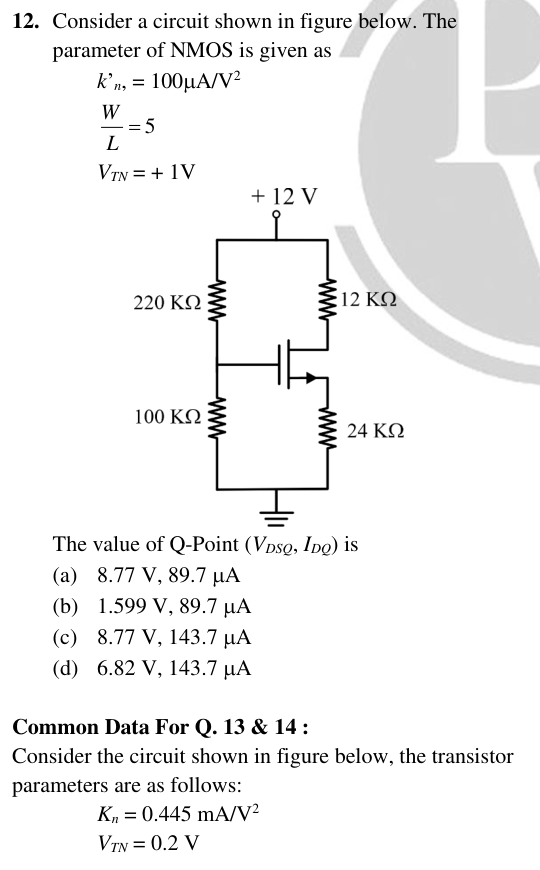 12. Consider a circuit shown in figure below. The
parameter of NMOS is given as
k’n, = 100μA/V²
W
L
= 5
VTN = + 1V
+ 12 V
220 KΩ
12 KΩ
100 KΩ
24 KΩ
The value of Q-Point (VDSQ, IDQ) is
(a) 8.77 V, 89.7 μA
(b) 1.599 V, 89.7 μA
(c) 8.77 V, 143.7 μA
(d) 6.82 V, 143.7 μA
Common Data For Q. 13 & 14 :
Consider the circuit shown in figure below, the transistor
parameters are as follows:
Kn = 0.445 mA/V²
VTN = 0.2 V